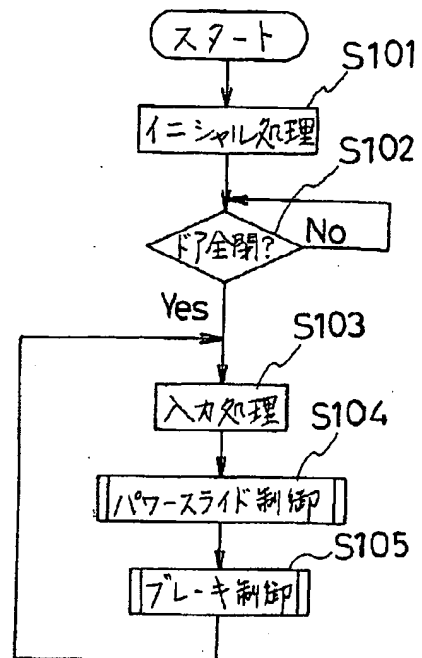 スタート
S101
イニシャル処理
S102
ドア全閉?
No
Yes
S103
入力処理
S104
パワースライド制御
S105
ブレーキ制御